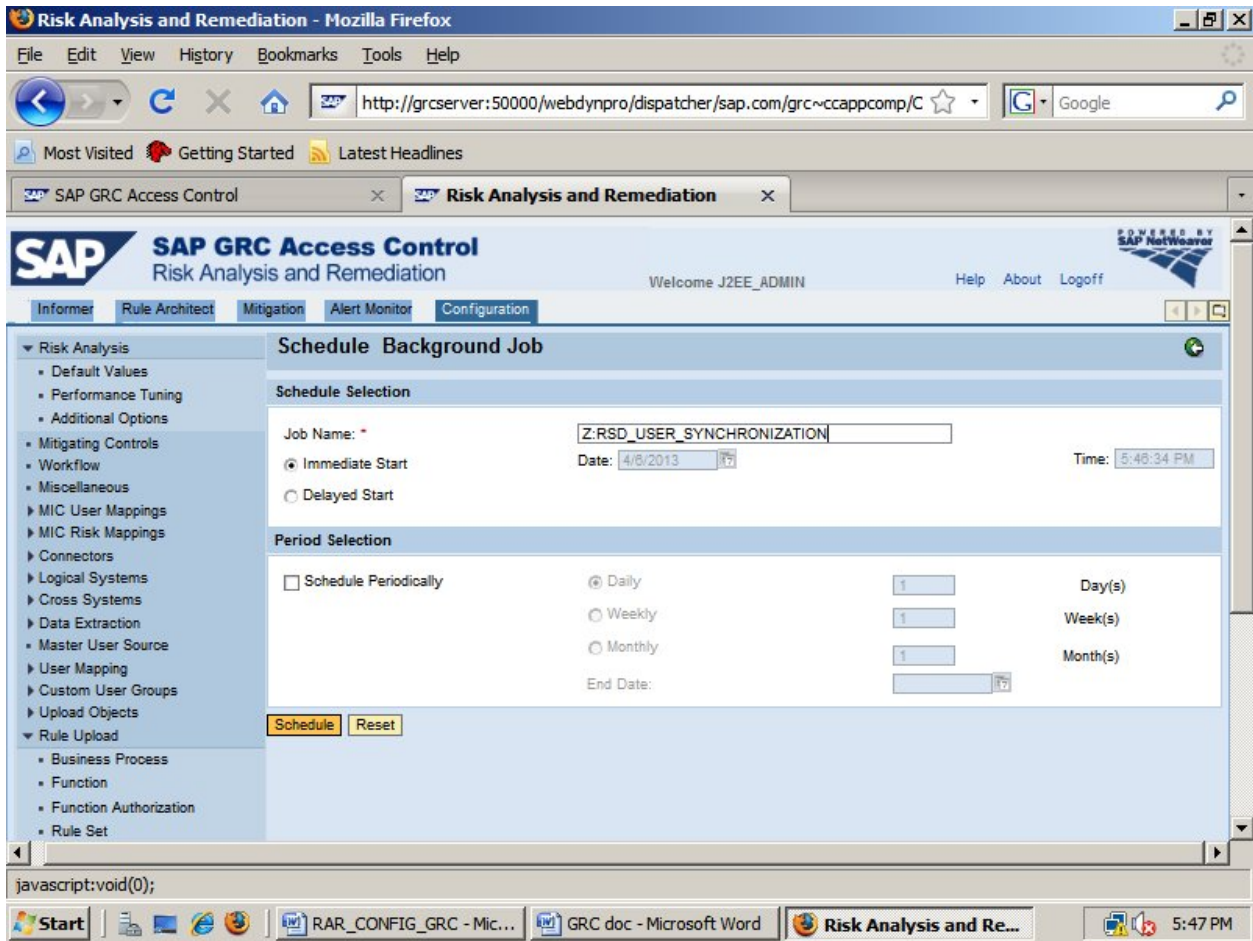 Risk Analysis and Remediation - Mozilla Firefox
File Edit View History Bookmarks Tools Help
http://grcserver:50000/webdynpro/dispatcher/sap.com/grc~ccappcomp/C
G Google
Most Visited Getting Started Latest Headlines
SAP GRC Access Control Risk Analysis and Remediation
SAP SAP GRC Access Control
POWERED BY
SAP NetWeaver
Risk Analysis and Remediation
Welcome J2EE_ADMIN Help About Logoff
Informer Rule Architect Mitigation Alert Monitor Configuration
Risk Analysis
Default Values
Performance Tuning
Additional Options
Mitigating Controls
Workflow
Miscellaneous
MIC User Mappings
MIC Risk Mappings
Connectors
Logical Systems
Cross Systems
Data Extraction
Master User Source
User Mapping
Custom User Groups
Upload Objects
Rule Upload
Business Process
Function
Function Authorization
Rule Set
Schedule Background Job
Schedule Selection
Job Name: * Z:RSD_USER_SYNCHRONIZATION
Immediate Start Date: 4/6/2013 Time: 5:46:34 PM
Delayed Start
Period Selection
Schedule Periodically Daily 1 Day(s)
Weekly 1 Week(s)
Monthly 1 Month(s)
End Date:
Schedule Reset
javascript:void(0);
Start RAR_CONFIG_GRC - Mic... GRC doc - Microsoft Word Risk Analysis and Re... 5:47 PM